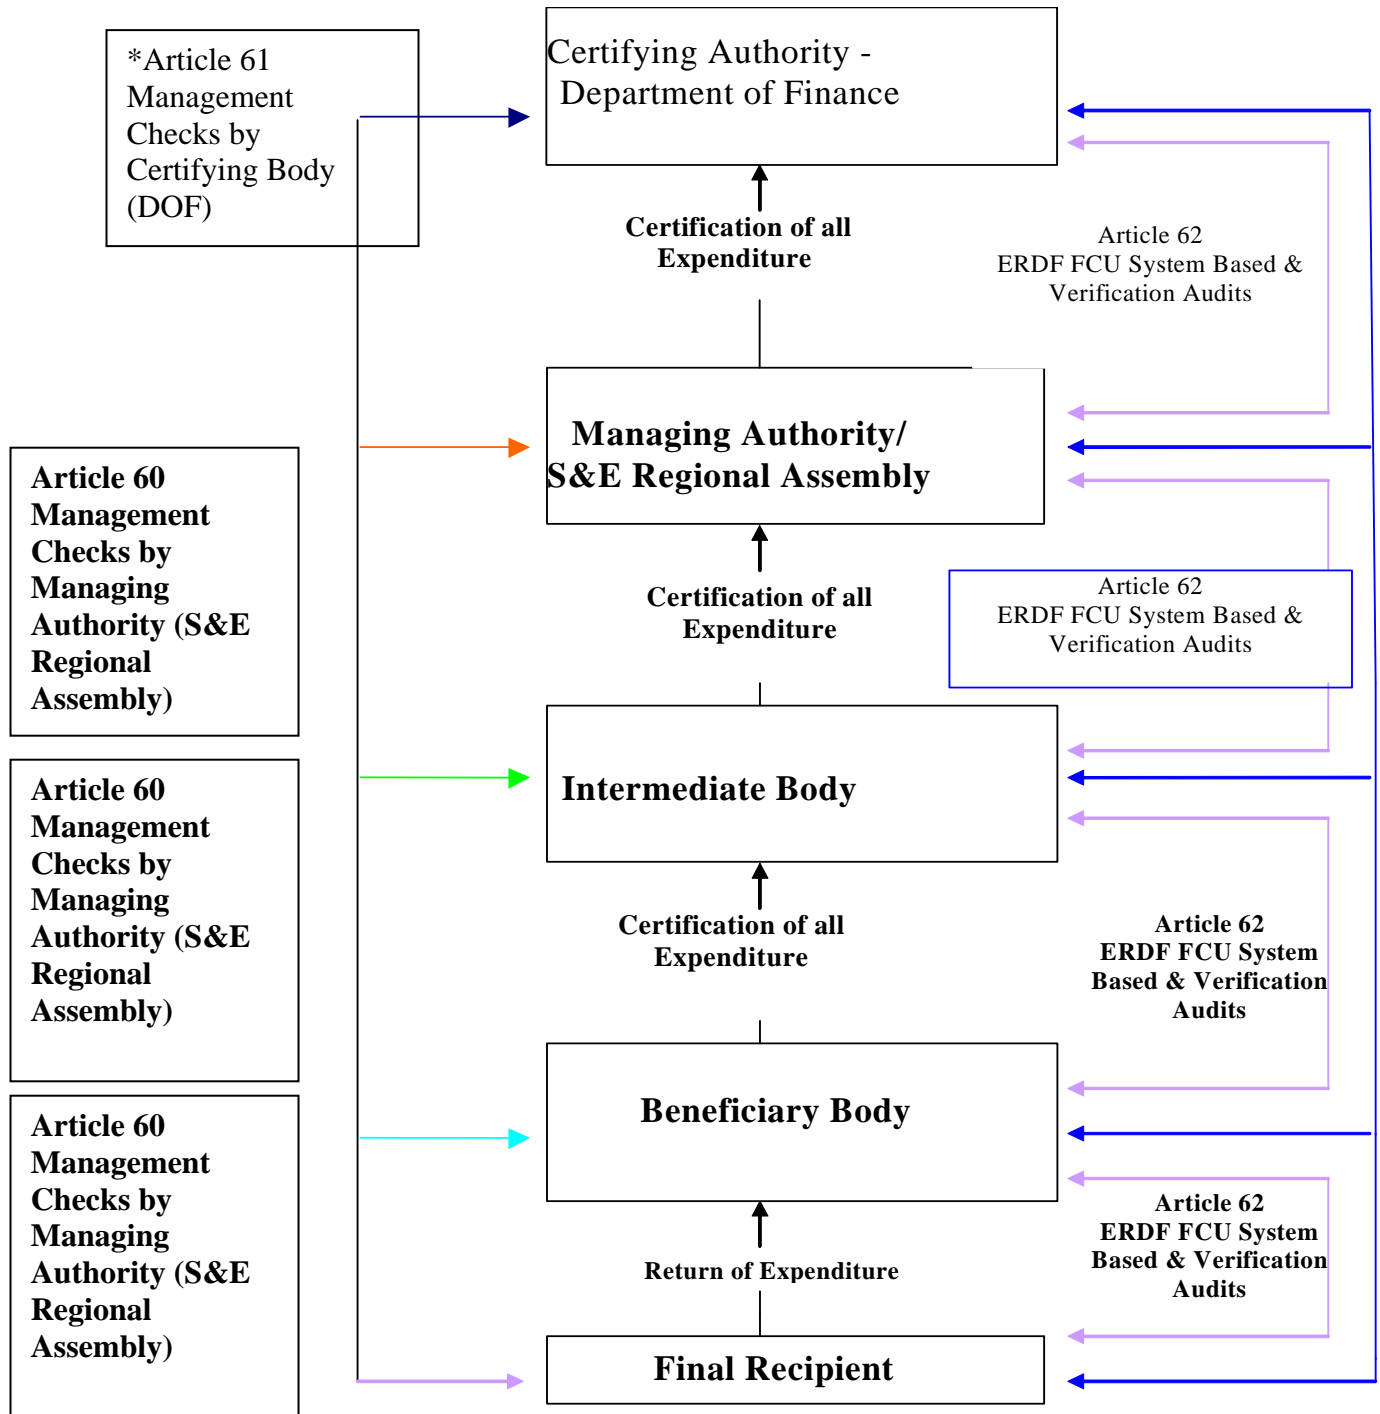 *Article 61
Management
Checks by
Certifying Body
(DOF)
Certifying Authority -
Department of Finance
Certification of all
Expenditure
Article 62
ERDF FCU System Based &
Verification Audits
Managing Authority/
S&E Regional Assembly
Article 60
Management
Checks by
Managing
Authority (S&E
Regional
Assembly)
Certification of all
Expenditure
Article 62
ERDF FCU System Based &
Verification Audits
Intermediate Body
Article 60
Management
Checks by
Managing
Authority (S&E
Regional
Assembly)
Certification of all
Expenditure
Article 62
ERDF FCU System
Based & Verification
Audits
Beneficiary Body
Article 60
Management
Checks by
Managing
Authority (S&E
Regional
Assembly)
Return of Expenditure
Article 62
ERDF FCU System
Based & Verification
Audits
Final Recipient